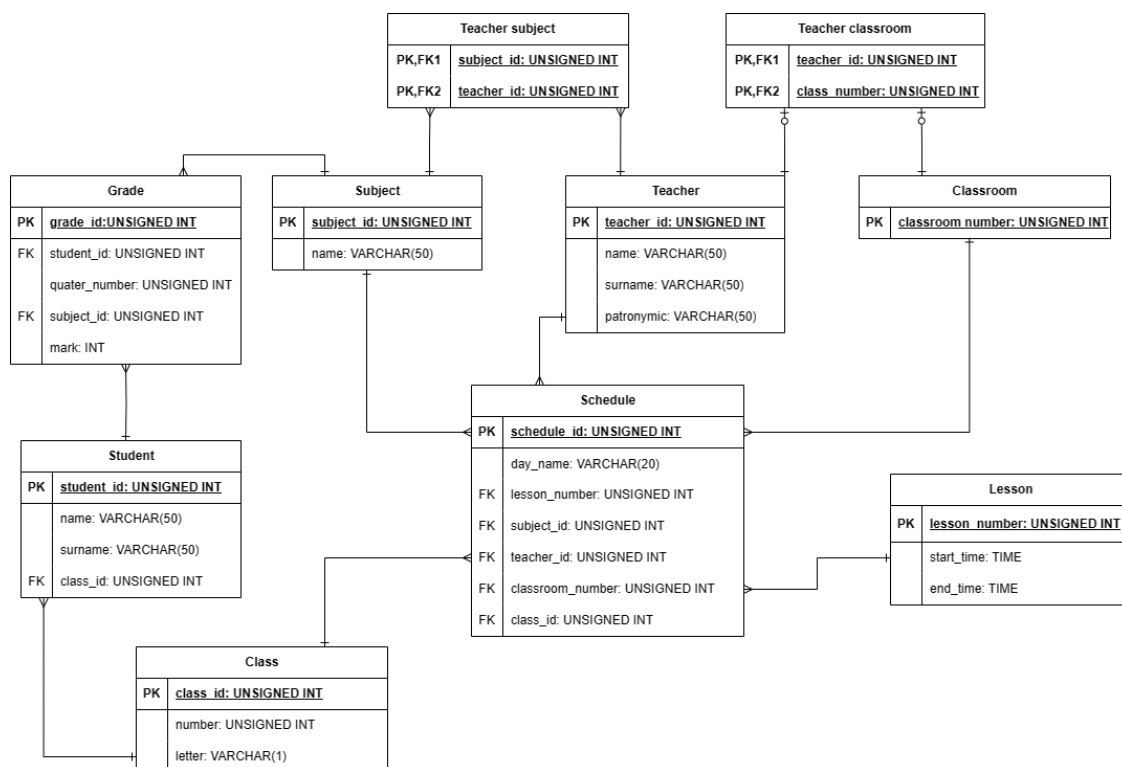 Teacher subject
PK,FK1 subject_id: UNSIGNED INT
PK,FK2 teacher_id: UNSIGNED INT
Teacher classroom
PK,FK1 teacher_id: UNSIGNED INT
PK,FK2 class_number: UNSIGNED INT
Grade
PK grade_id:UNSIGNED INT
FK student_id: UNSIGNED INT
quater_number: UNSIGNED INT
FK subject_id: UNSIGNED INT
mark: INT
Subject
PK subject_id: UNSIGNED INT
name: VARCHAR(50)
Teacher
PK teacher_id: UNSIGNED INT
name: VARCHAR(50)
surname: VARCHAR(50)
patronymic: VARCHAR(50)
Classroom
PK classroom number: UNSIGNED INT
Schedule
PK schedule_id: UNSIGNED INT
day_name: VARCHAR(20)
FK lesson_number: UNSIGNED INT
FK subject_id: UNSIGNED INT
FK teacher_id: UNSIGNED INT
FK classroom_number: UNSIGNED INT
FK class_id: UNSIGNED INT
Student
PK student_id: UNSIGNED INT
name: VARCHAR(50)
surname: VARCHAR(50)
FK class_id: UNSIGNED INT
Lesson
PK lesson_number: UNSIGNED INT
start_time: TIME
end_time: TIME
Class
PK class_id: UNSIGNED INT
number: UNSIGNED INT
letter: VARCHAR(1)